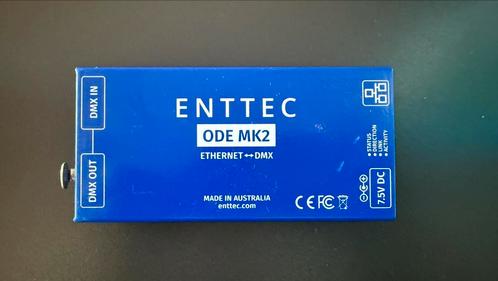 DMX IN
DMX OUT
ENTTEC
ODE MK2
ETHERNET↔DMX
MADE IN AUSTRALIA
enttec.com
CE FC
STATUS
DIRECTION
LINK
ACTIVITY
7.5V DC